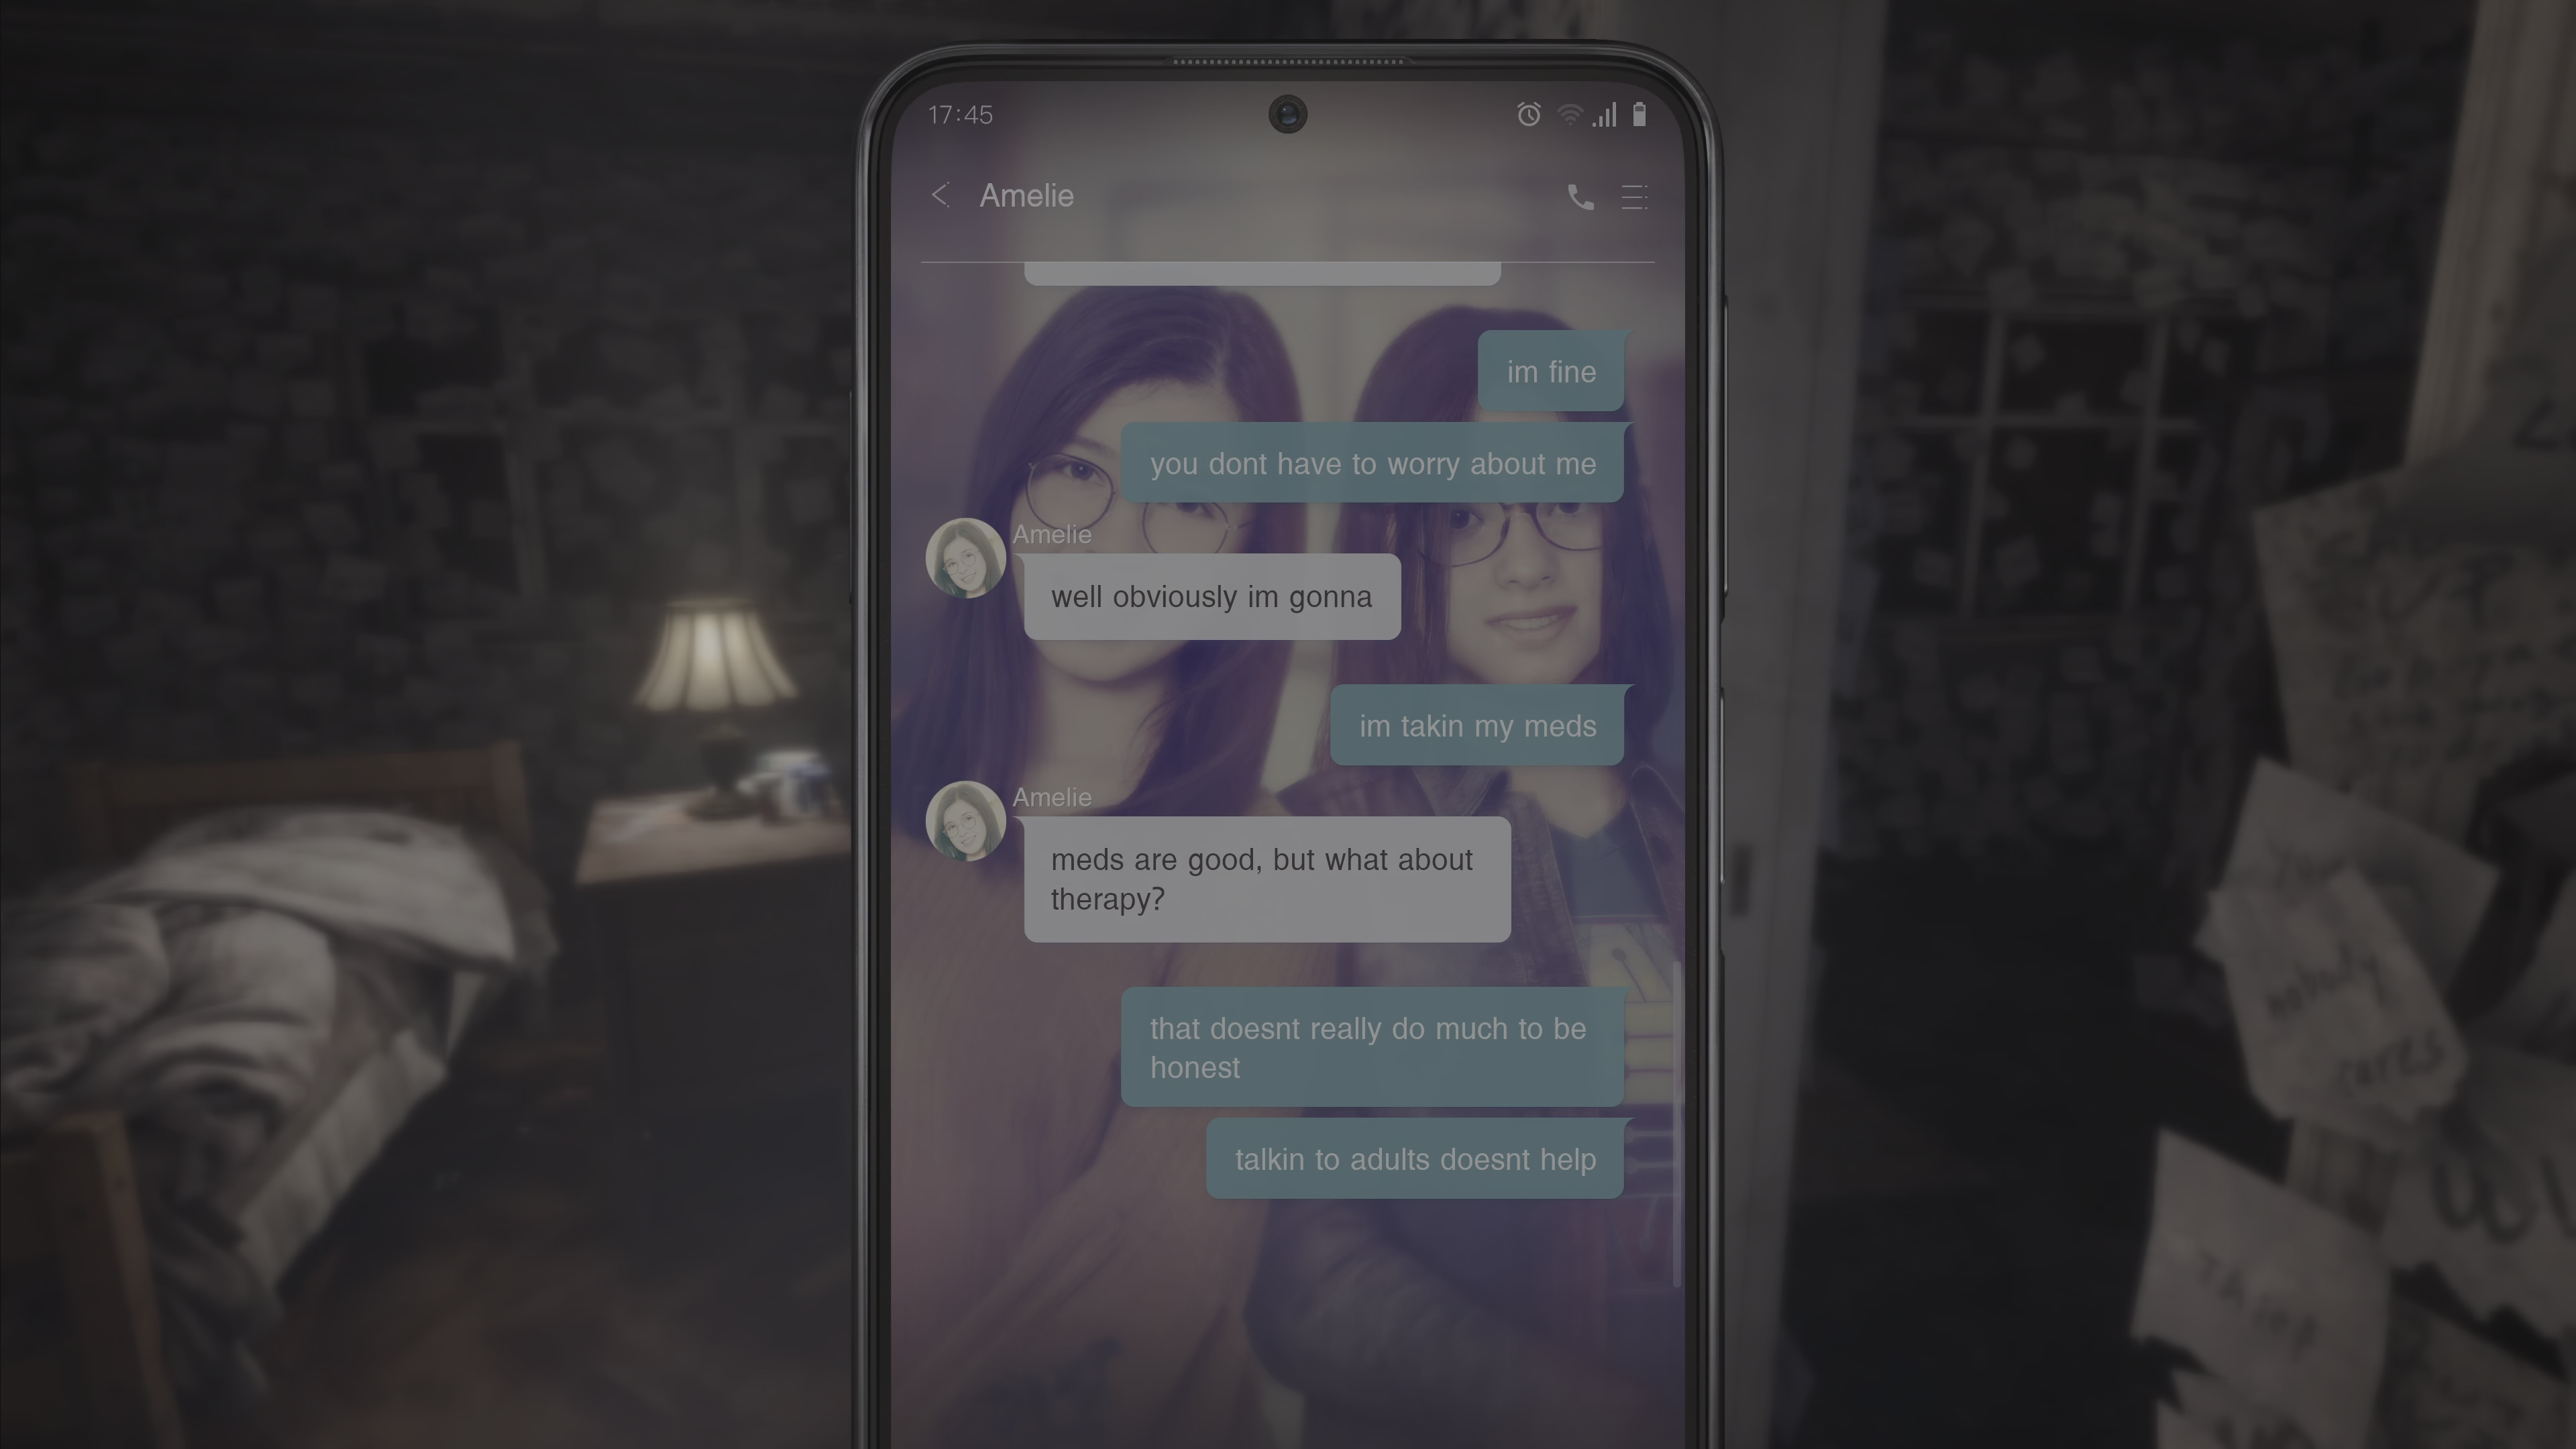 17:45
Amelie
im fine
you dont have to worry about me
Amelie
well obviously im gonna
im takin my meds
Amelie
meds are good, but what about
therapy?
that doesnt really do much to be
honest
talkin to adults doesnt help
nobody
cares